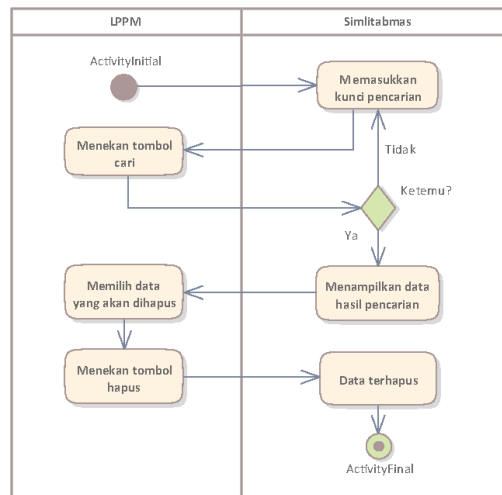 LPPM
Simlitabmas
ActivityInitial
Memasukkan
kunci pencarian
Menekan tombol
cari
Tidak
Ketemu?
Ya
Memilih data
yang akan dihapus
Menampilkan data
hasil pencarian
Menekan tombol
hapus
Data terhapus
ActivityFinal